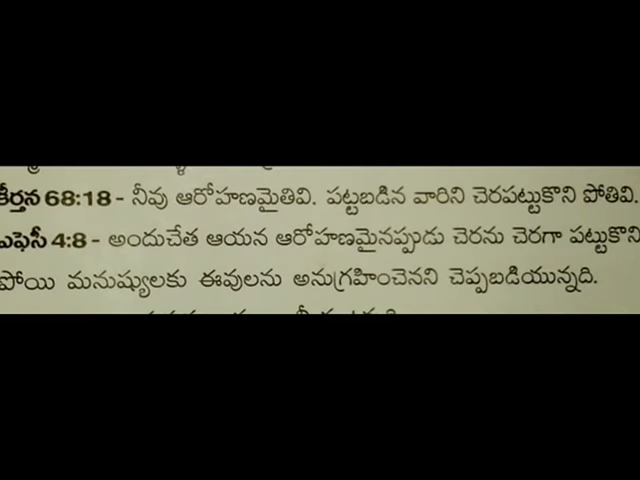 కీర్తన 68:18 - నీవు ఆరోహణమైతివి. పట్టబడిన వారిని చెరపట్టుకొని పోతివి.
ఎఫెసీ 4:8 - అందుచేత ఆయన ఆరోహణమైనప్పుడు చెరను చెరగా పట్టుకొని
పోయి మనుష్యులకు ఈవులను అనుగ్రహించెనని చెప్పబడియున్నది.